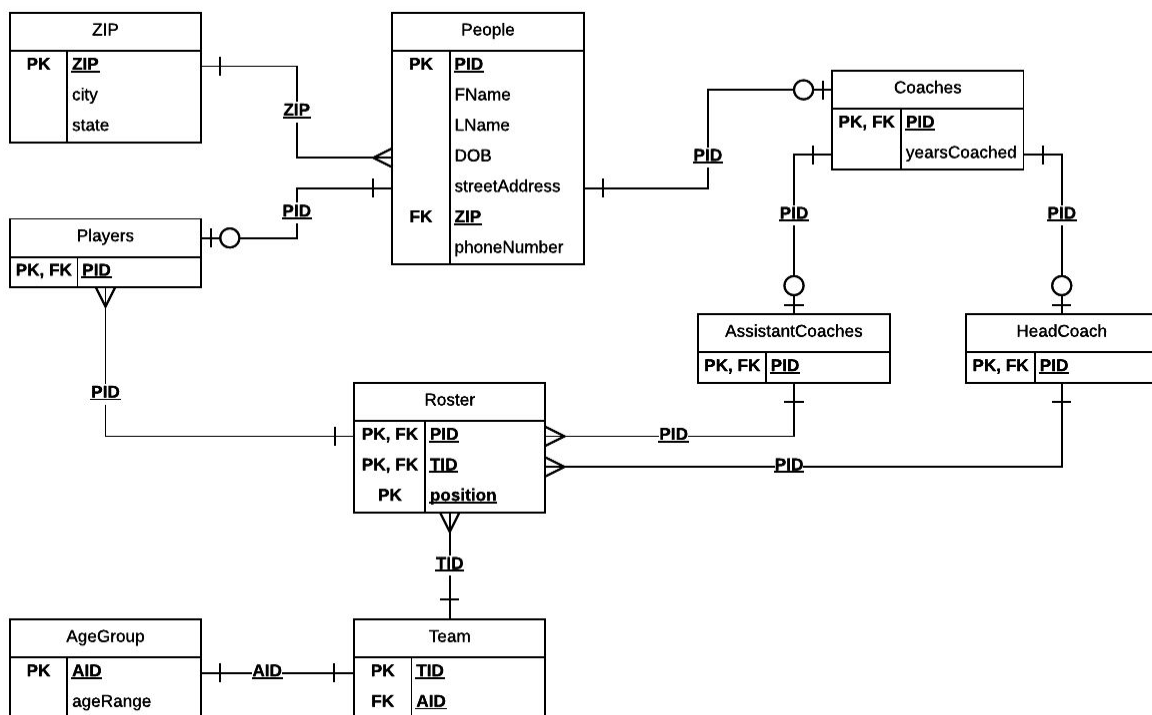 ZIP
PK ZIP
city
state
People
PK PID
FName
LName
DOB
streetAddress
FK ZIP
phoneNumber
Coaches
PK, FK PID
yearsCoached
ZIP
PID
PID
Players
PK, FK PID
PID
PID
AssistantCoaches
PK, FK PID
HeadCoach
PK, FK PID
PID
Roster
PK, FK PID
PK, FK TID
PK position
PID
PID
TID
AgeGroup
PK AID
ageRange
AID
Team
PK TID
FK AID